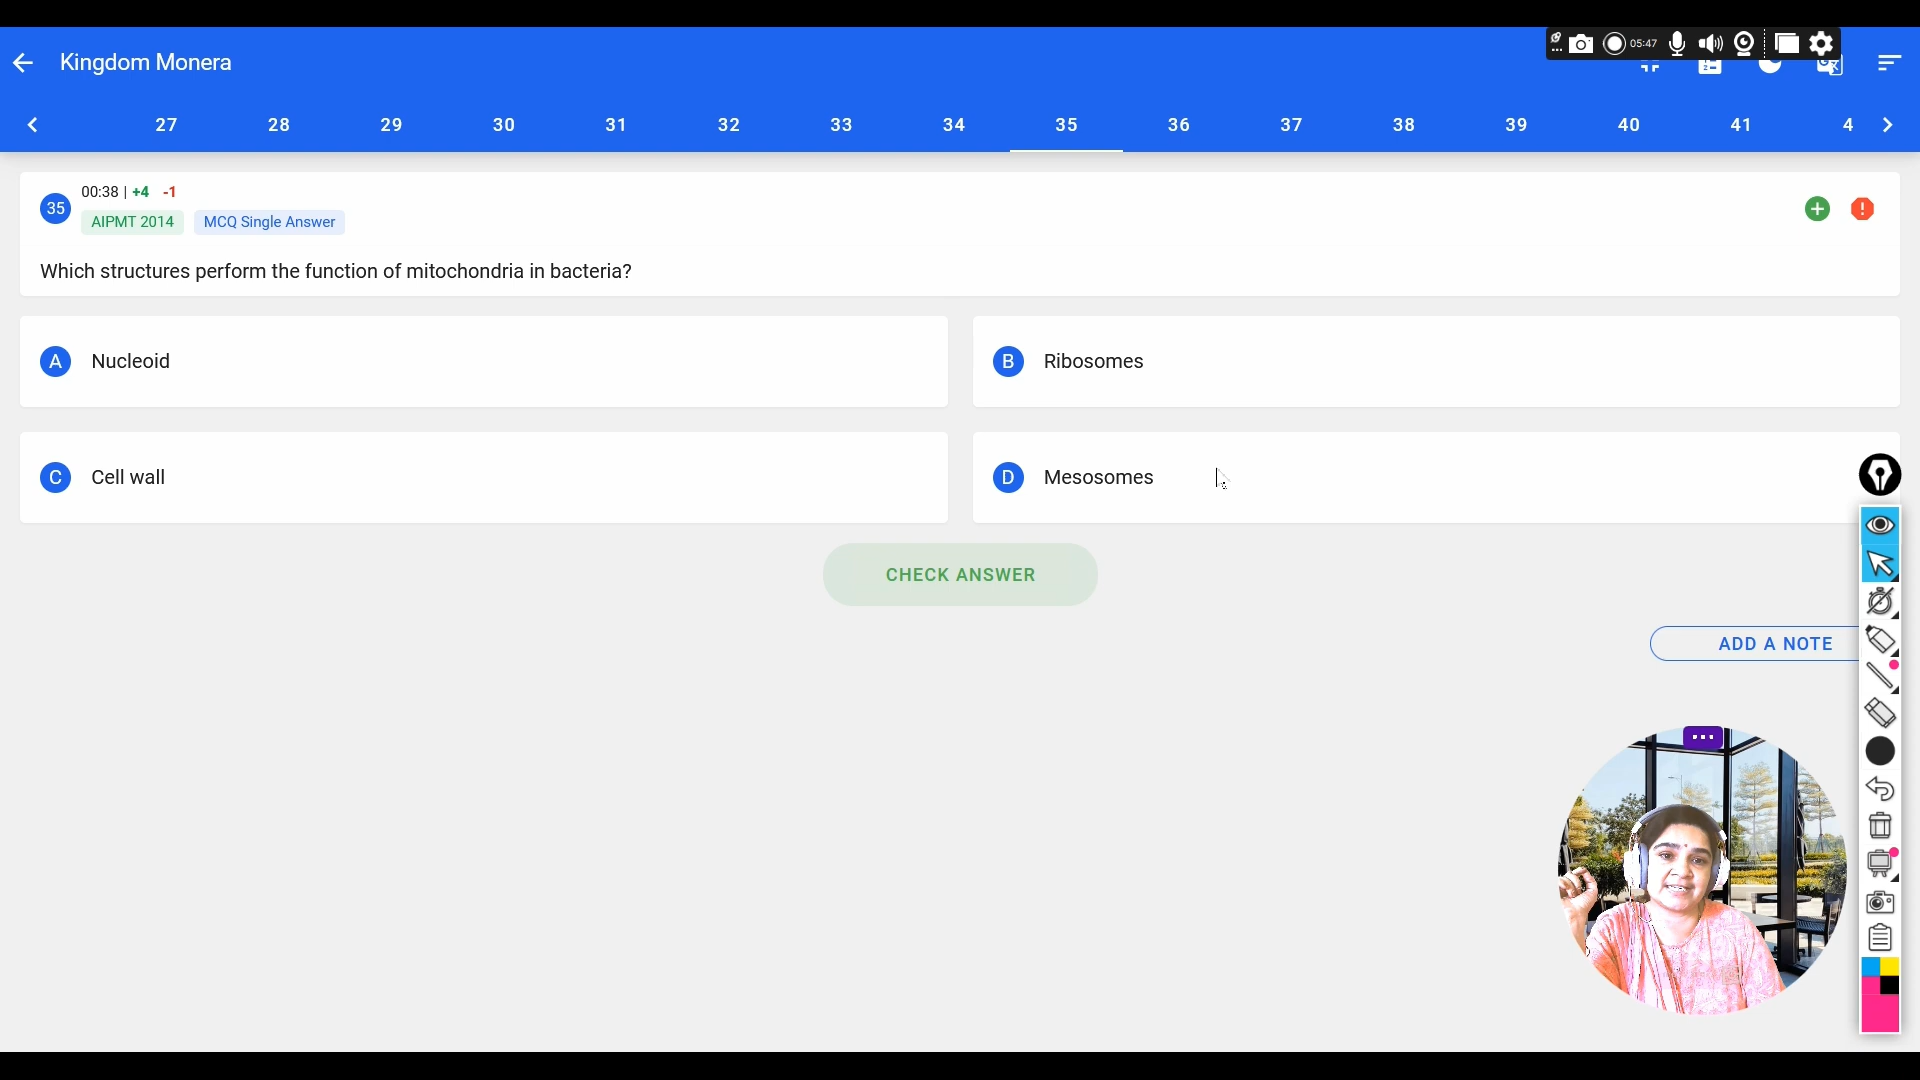 Kingdom Monera
05:47
27 28 29 30 31 32 33 34 35 36 37 38 39 40 41 4
35
00:38 | +4 -1
AIPMT 2014 MCQ Single Answer
Which structures perform the function of mitochondria in bacteria?
A Nucleoid
B Ribosomes
C Cell wall
D Mesosomes
CHECK ANSWER
ADD A NOTE